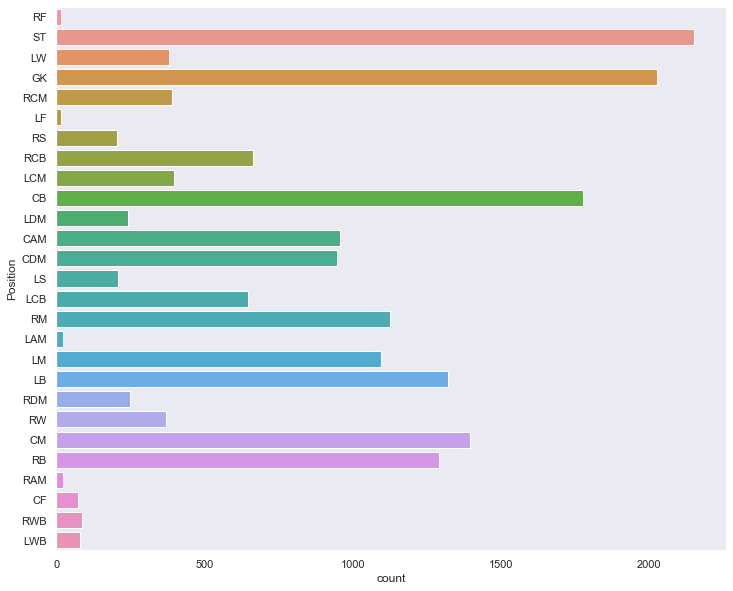 RF
ST
LW
GK
RCM
LF
RS
RCB
LCM
CB
LDM
CAM
CDM
LS
LCB
RM
LAM
LM
LB
RDM
RW
CM
RB
RAM
CF
RWB
LWB
Position
0 500 1000 1500 2000
count